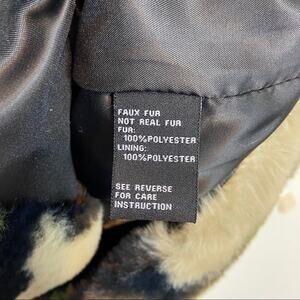 FAUX FUR
NOT REAL FUR
FUR:
100%POLYESTER
LINING:
100%POLYESTER
SEE REVERSE
FOR CARE
INSTRUCTION